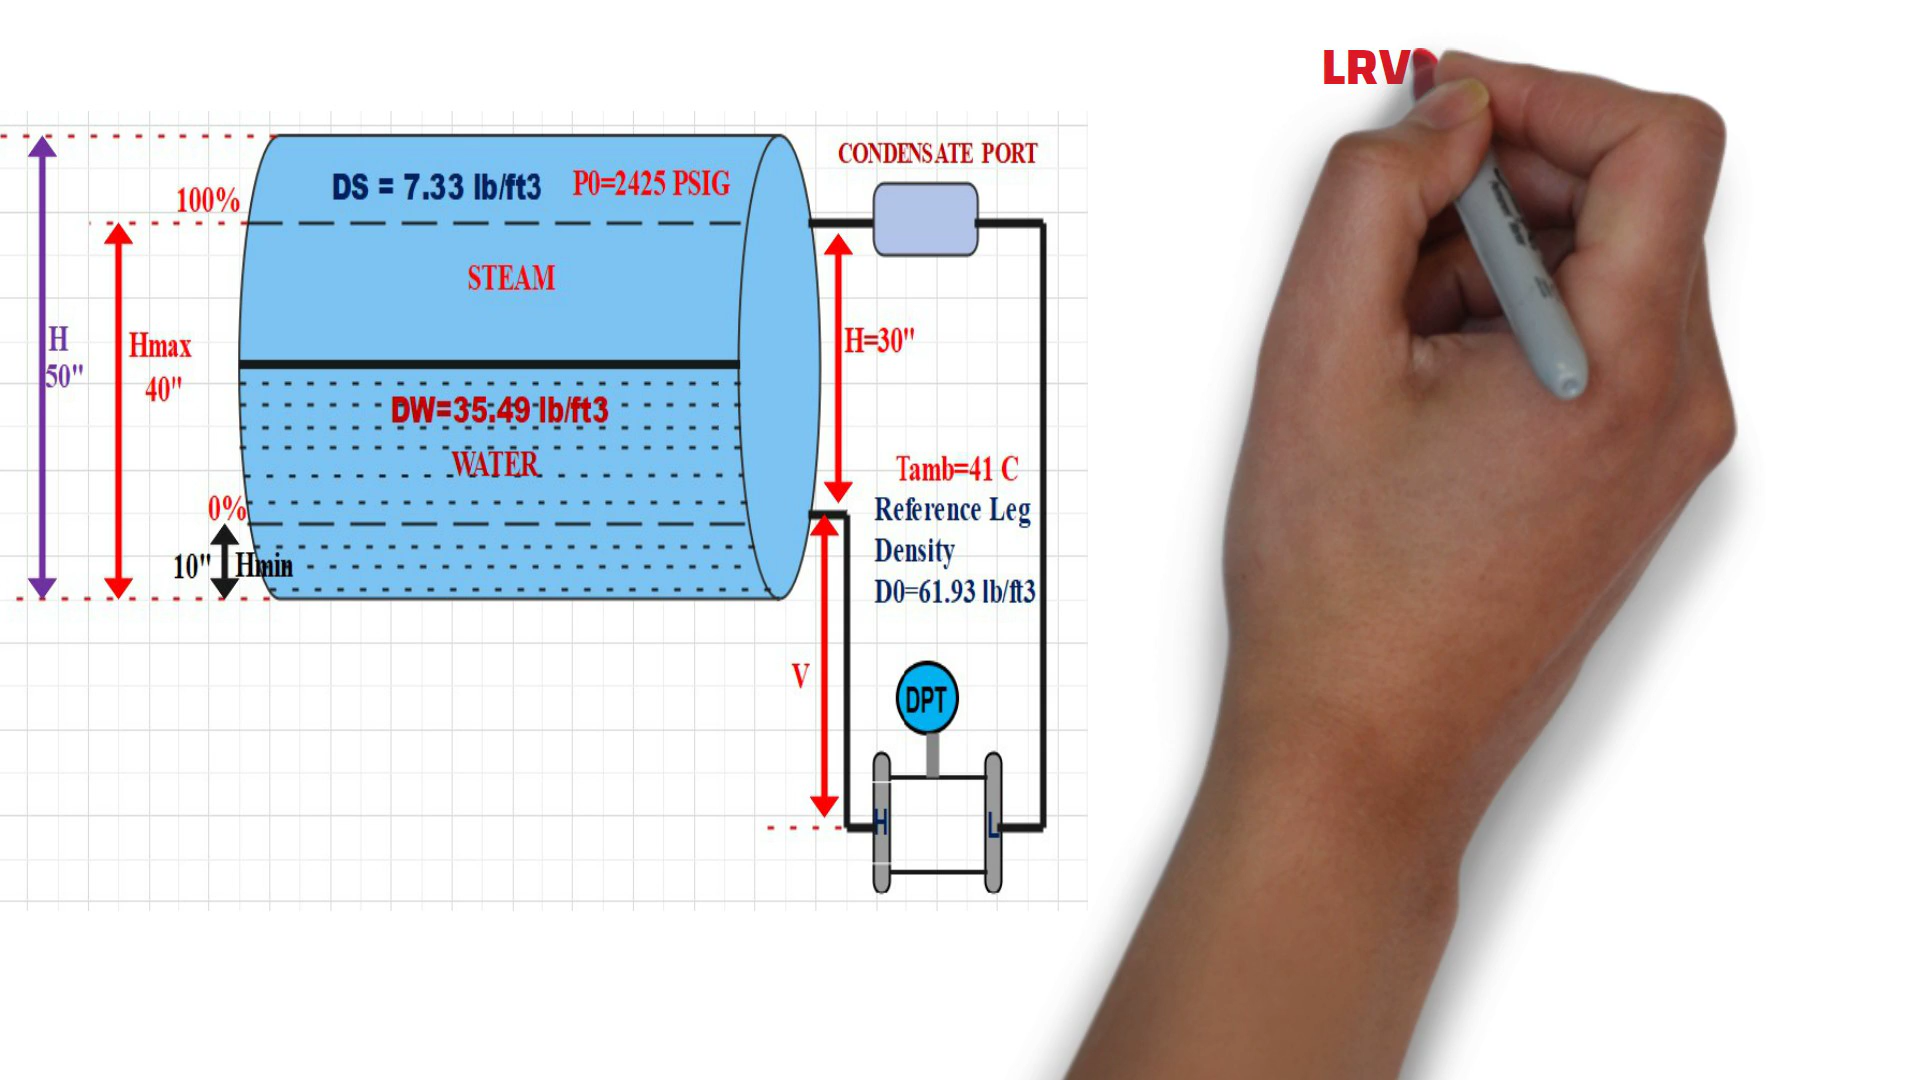 LRV
CONDENSATE PORT
DS = 7.33 lb/ft3
P0=2425 PSIG
100%
STEAM
H
50"
Hmax
40"
H=30"
DW=35.49 lb/ft3
WATER
Tamb=41 C
0%
Reference Leg
Density
D0=61.93 lb/ft3
10"
Hmin
V
DPT
H
L